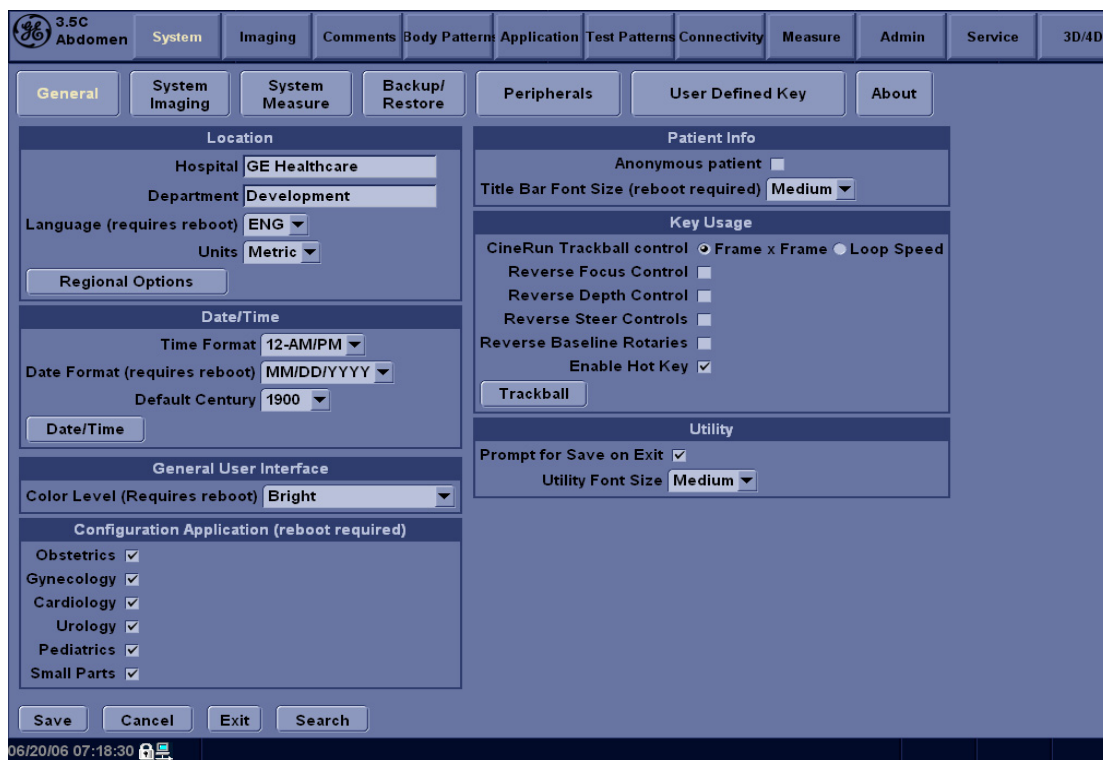 3.5C
Abdomen
System
Imaging
Comments
Body Patterns
Application
Test Patterns
Connectivity
Measure
Admin
Service
3D/4D
General
System
Imaging
System
Measure
Backup/
Restore
Peripherals
User Defined Key
About
Location
Hospital GE Healthcare
Department Development
Language (requires reboot) ENG
Units Metric
Regional Options
Date/Time
Time Format 12-AM/PM
Date Format (requires reboot) MM/DD/YYYY
Default Century 1900
Date/Time
General User Interface
Color Level (Requires reboot) Bright
Configuration Application (reboot required)
Obstetrics
Gynecology
Cardiology
Urology
Pediatrics
Small Parts
Patient Info
Anonymous patient
Title Bar Font Size (reboot required) Medium
Key Usage
CineRun Trackball control Frame x Frame Loop Speed
Reverse Focus Control
Reverse Depth Control
Reverse Steer Controls
Reverse Baseline Rotaries
Enable Hot Key
Trackball
Utility
Prompt for Save on Exit
Utility Font Size Medium
Save
Cancel
Exit
Search
06/20/06 07:18:30